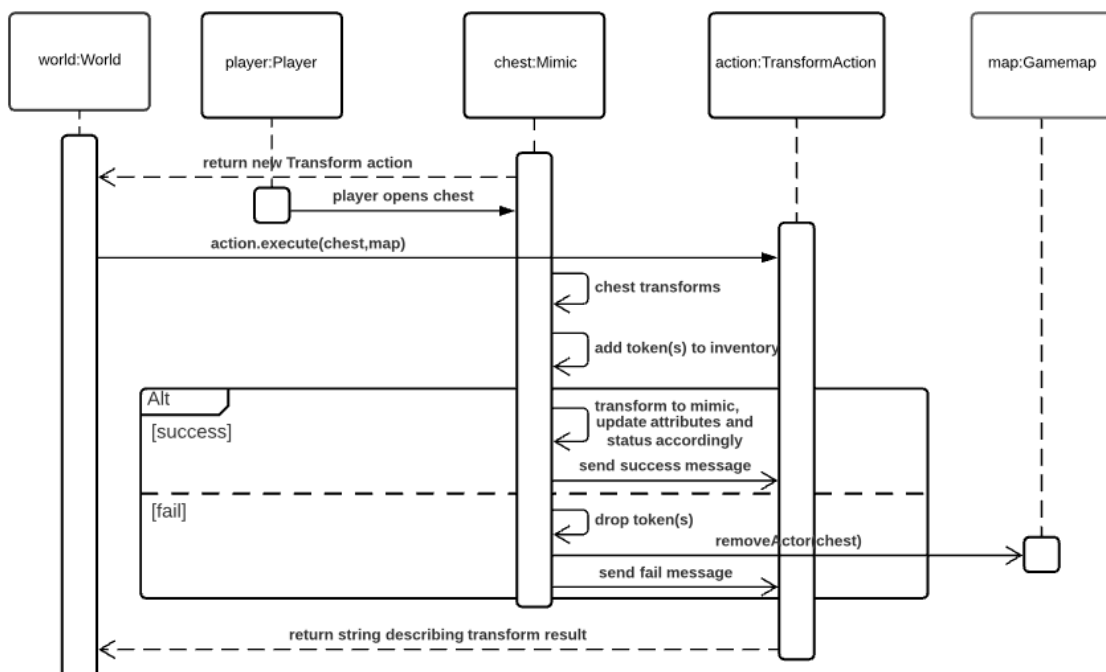 world:World
player:Player
chest:Mimic
action:TransformAction
map:Gamemap
return new Transform action
player opens chest
action.execute(chest,map)
chest transforms
add token(s) to inventory
Alt
[success]
transform to mimic,
update attributes and
status accordingly
send success message
[fail]
drop token(s)
removeActor(chest)
send fail message
return string describing transform result